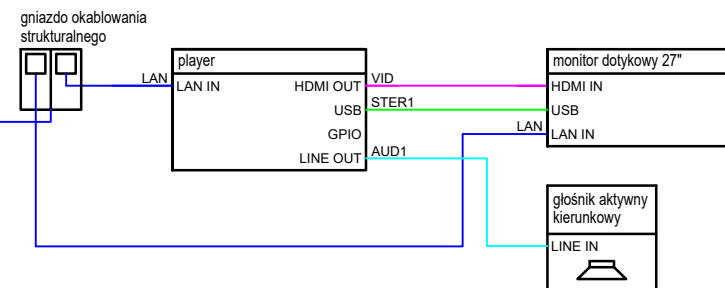 gniazdo okablowania
strukturalnego
player
monitor dotykowy 27"
LAN
LAN IN
HDMI OUT
VID
HDMI IN
USB
STER1
USB
GPIO
LAN
LAN IN
LINE OUT
AUD1
głośnik aktywny
kierunkowy
LINE IN